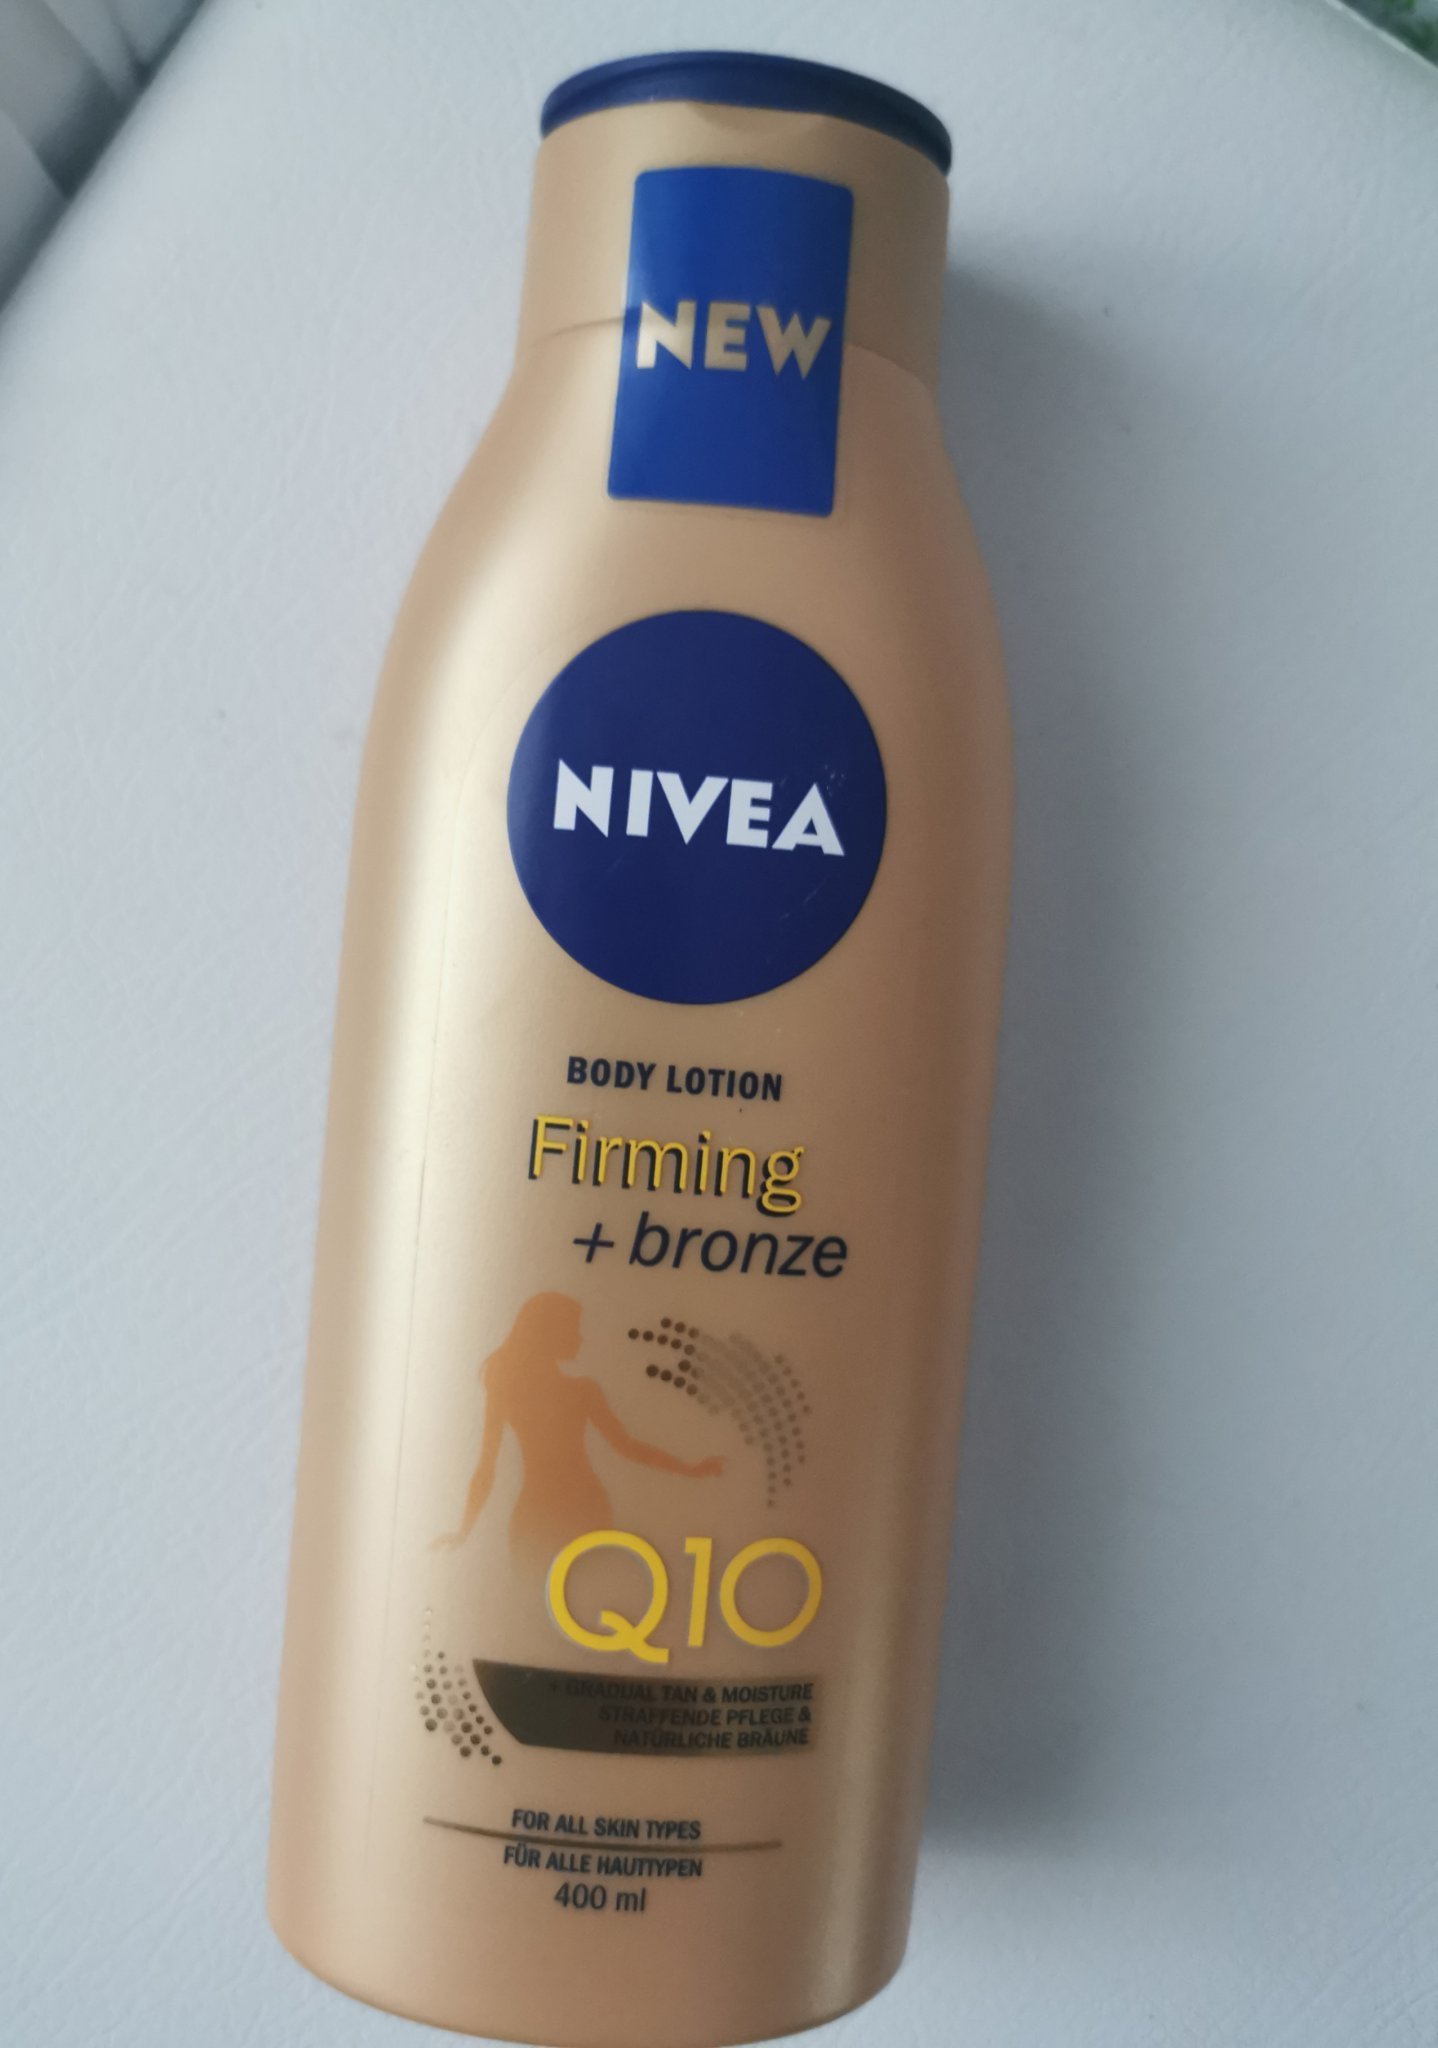 NEW
NIVEA
BODY LOTION
Firming
+ bronze
Q10
+ GRADUAL TAN & MOISTURE
STRAFFENDE PFLEGE &
NATÜRLICHE BRÄUNE
FOR ALL SKIN TYPES
FÜR ALLE HAUTTYPEN
400 ml